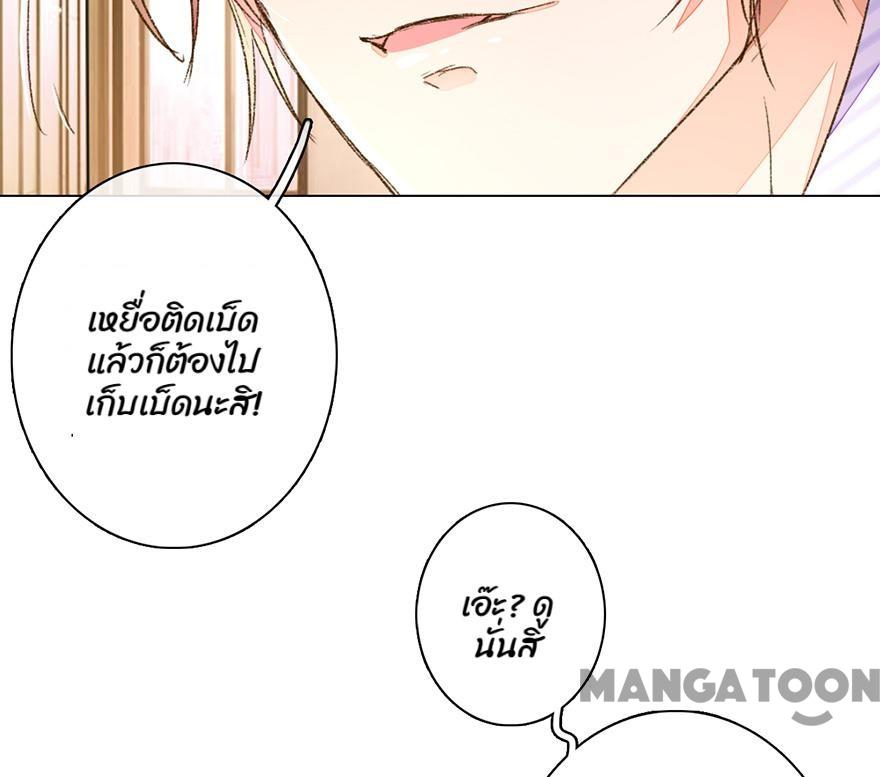 เหยื่อติดเบ็ด
แล้วก็ต้องไป
เก็บเบ็ดนะสิ!
เอ๊ะ? ดู
นั่นสิ
MANGATOON